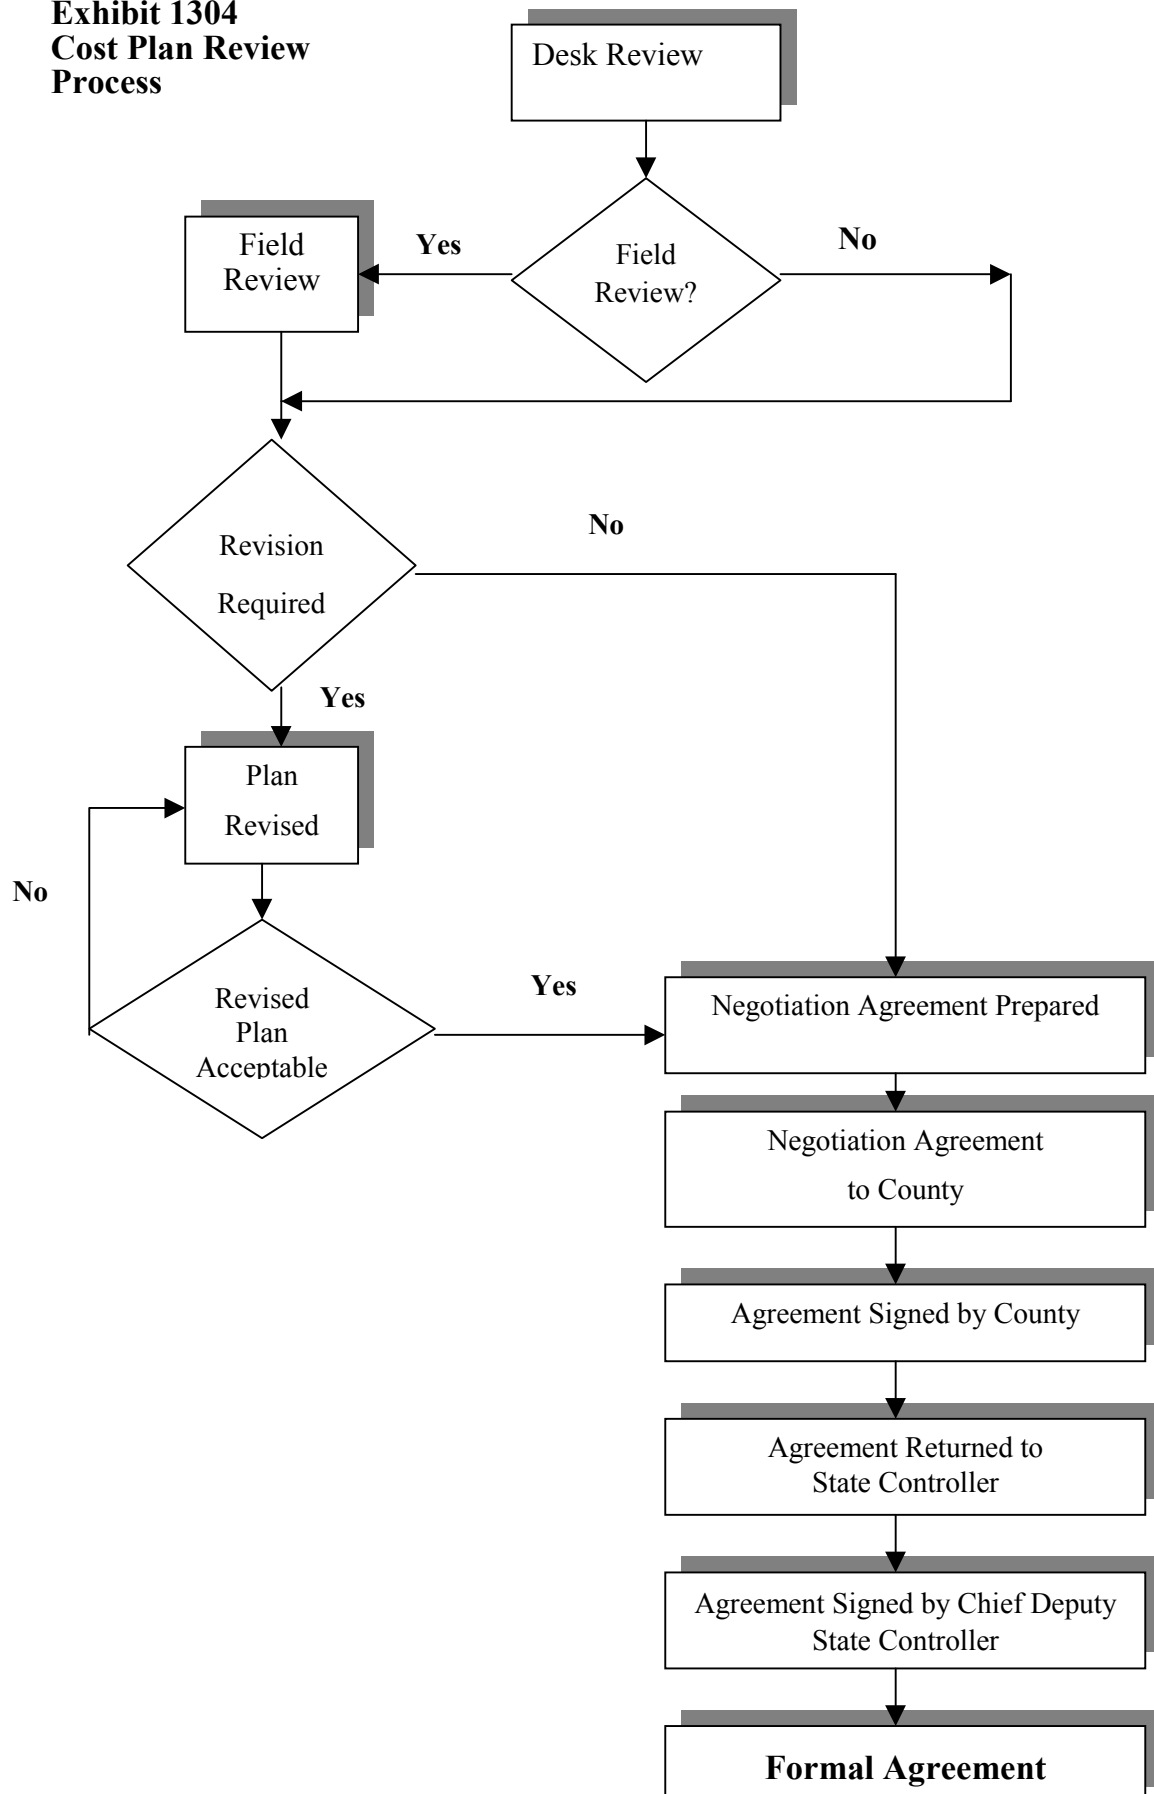 Exhibit 1304
Cost Plan Review
Process
Desk Review
Field
Review
Yes
Field
Review?
No
Revision
Required
No
Yes
Plan
Revised
No
Revised
Plan
Acceptable
Yes
Negotiation Agreement Prepared
Negotiation Agreement
to County
Agreement Signed by County
Agreement Returned to
State Controller
Agreement Signed by Chief Deputy
State Controller
Formal Agreement